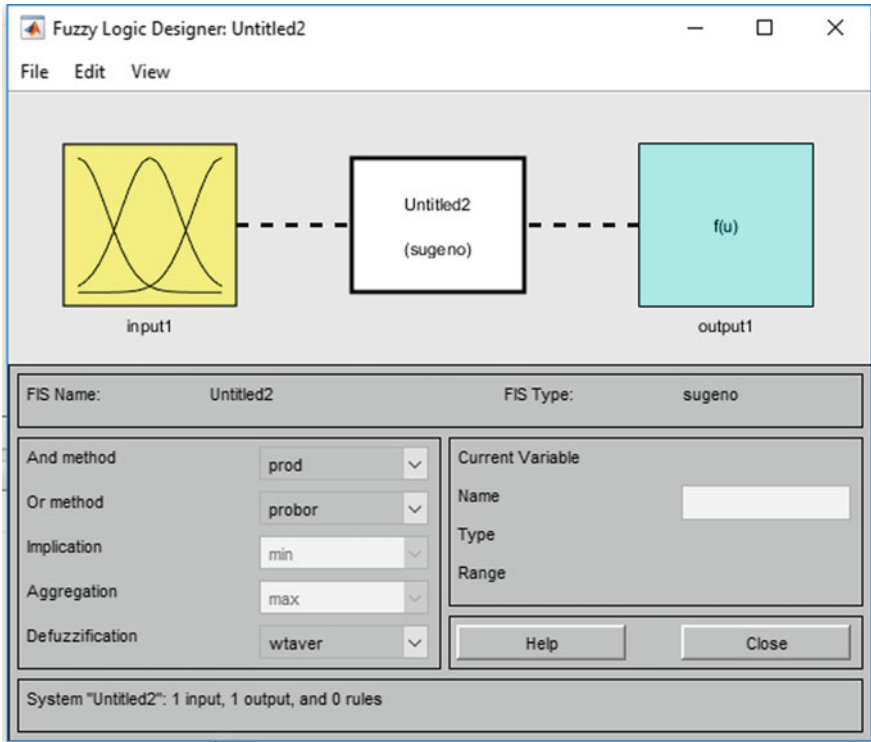 Fuzzy Logic Designer: Untitled2
File Edit View
Untitled2
(sugeno)
f(u)
input1
output1
FIS Name: Untitled2 FIS Type: sugeno
And method prod
Or method probor
Implication min
Aggregation max
Defuzzification wtaver
Current Variable
Name
Type
Range
Help Close
System "Untitled2": 1 input, 1 output, and 0 rules